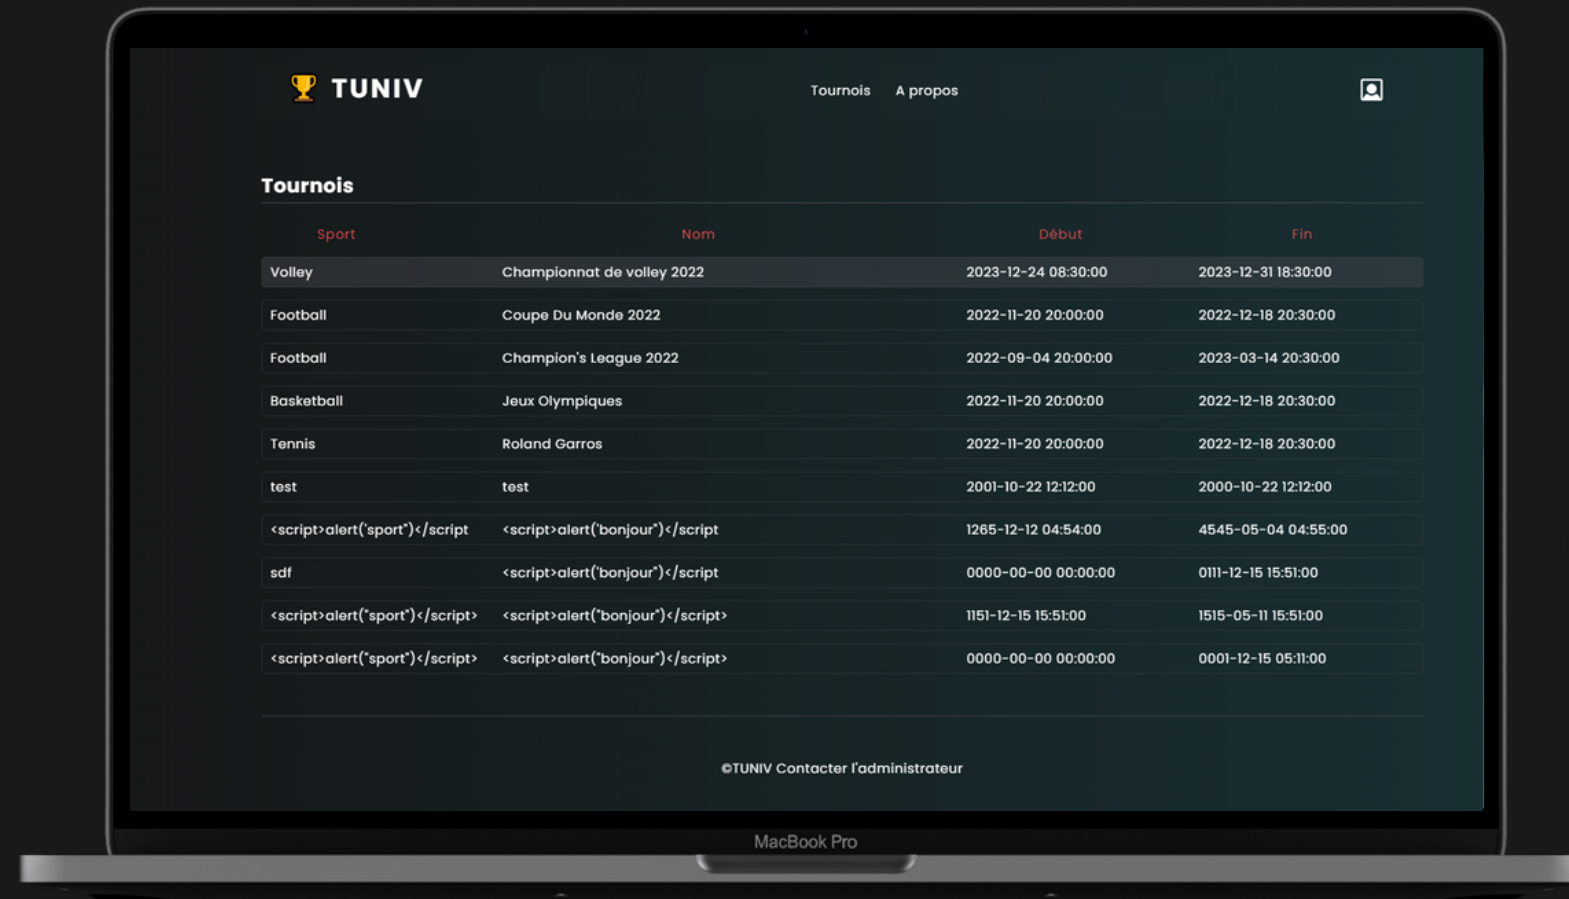 TUNIV
Tournois A propos
Tournois
Sport Nom Début Fin
Volley Championnat de volley 2022 2023-12-24 08:30:00 2023-12-31 18:30:00
Football Coupe Du Monde 2022 2022-11-20 20:00:00 2022-12-18 20:30:00
Football Champion's League 2022 2022-09-04 20:00:00 2023-03-14 20:30:00
Basketball Jeux Olympiques 2022-11-20 20:00:00 2022-12-18 20:30:00
Tennis Roland Garros 2022-11-20 20:00:00 2022-12-18 20:30:00
test test 2001-10-22 12:12:00 2000-10-22 12:12:00
<script>alert('sport")</script <script>alert('bonjour")</script 1265-12-12 04:54:00 4545-05-04 04:55:00
sdf <script>alert('bonjour")</script 0000-00-00 00:00:00 0111-12-15 15:51:00
<script>alert("sport")</script> <script>alert("bonjour")</script> 1151-12-15 15:51:00 1515-05-11 15:51:00
<script>alert("sport")</script> <script>alert("bonjour")</script> 0000-00-00 00:00:00 0001-12-15 05:11:00
©TUNIV Contacter l'administrateur
MacBook Pro